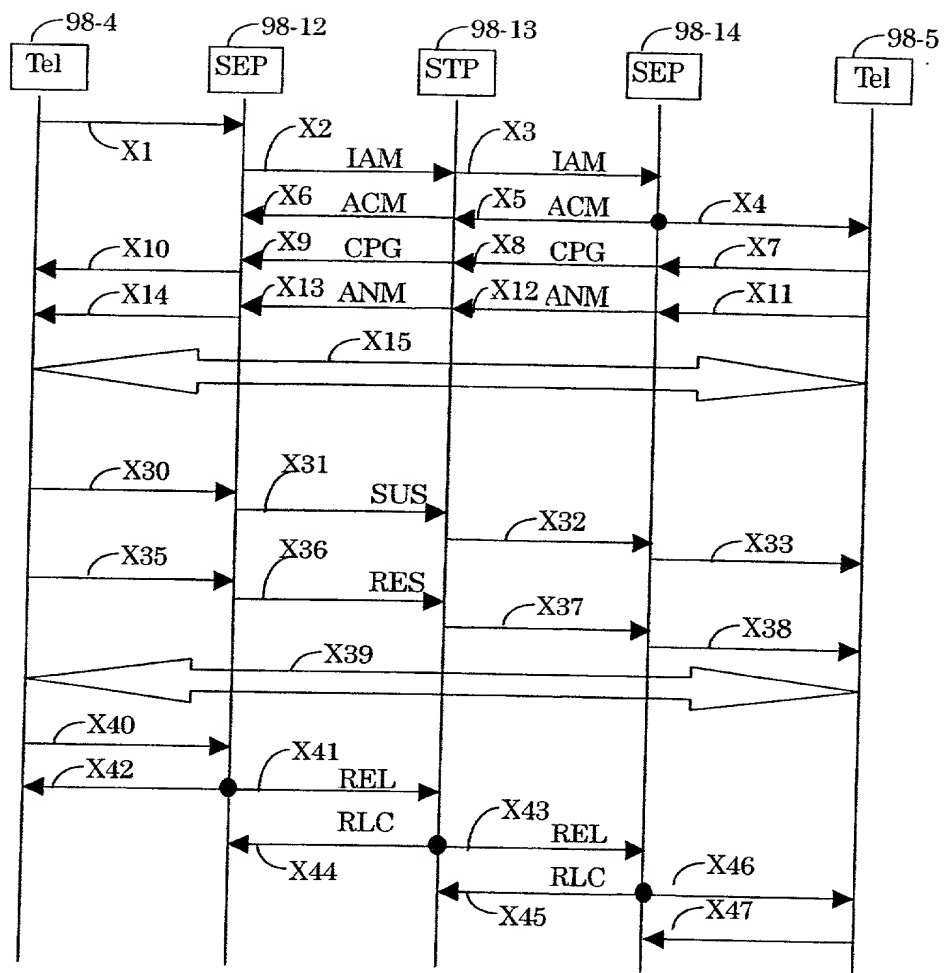 98-4 98-12 98-13 98-14 98-5
Tel SEP STP SEP Tel
X1 X2 IAM X3 IAM
X6 ACM X5 ACM X4
X10 X9 CPG X8 CPG X7
X14 X13 ANM X12 ANM X11
X15
X30 X31 SUS
X32 X33
X35 X36 RES
X37 X38
X39
X40
X42 X41 REL
RLC X43 REL
X44 RLC X46
X45 X47